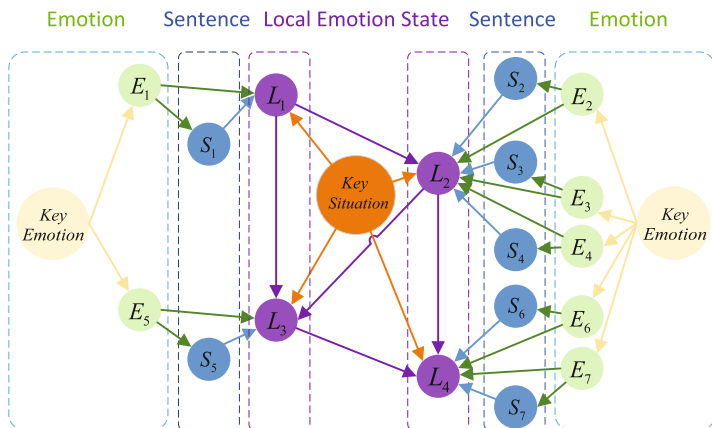 Emotion
Sentence
Local Emotion State
Sentence
Emotion
E1
S1
L1
Key
Situation
L2
S2
E2
S3
E3
S4
E4
Key
Emotion
Key
Emotion
E5
S5
L3
L4
S6
E6
S7
E7